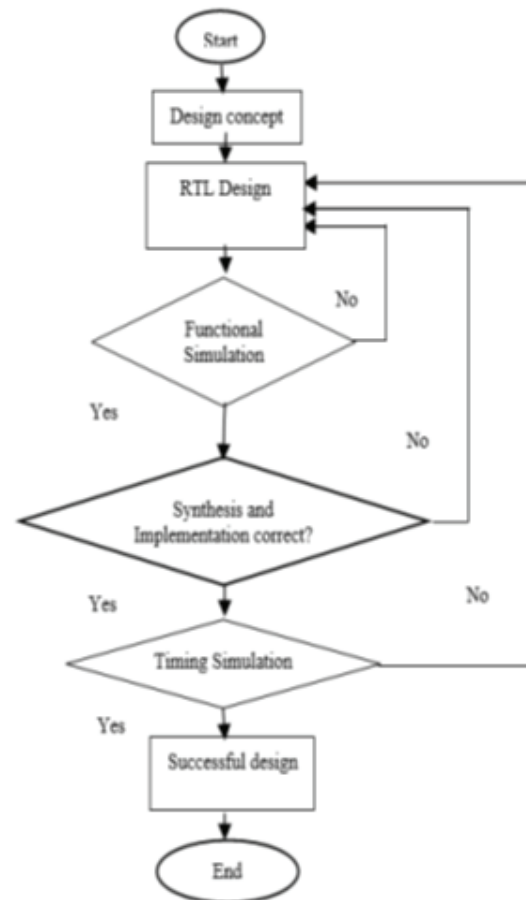 Start
Design concept
RTL Design
No
Functional
Simulation
Yes
No
Synthesis and
Implementation correct?
Yes
No
Timing Simulation
Yes
Successful design
End